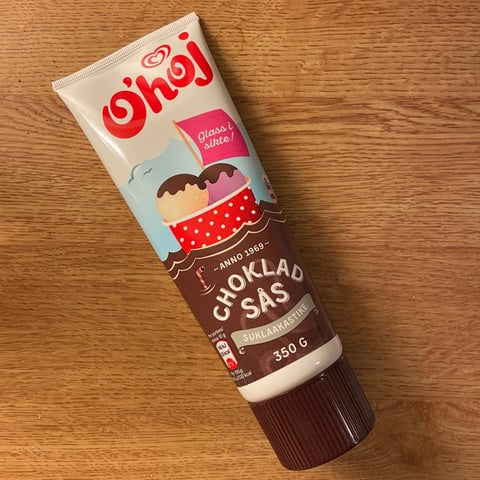 O'hoj
Glass i
sikte!
~ANNO 1969~
CHOKLAD
SÅS
SUKLAAKASTIKE
350 G